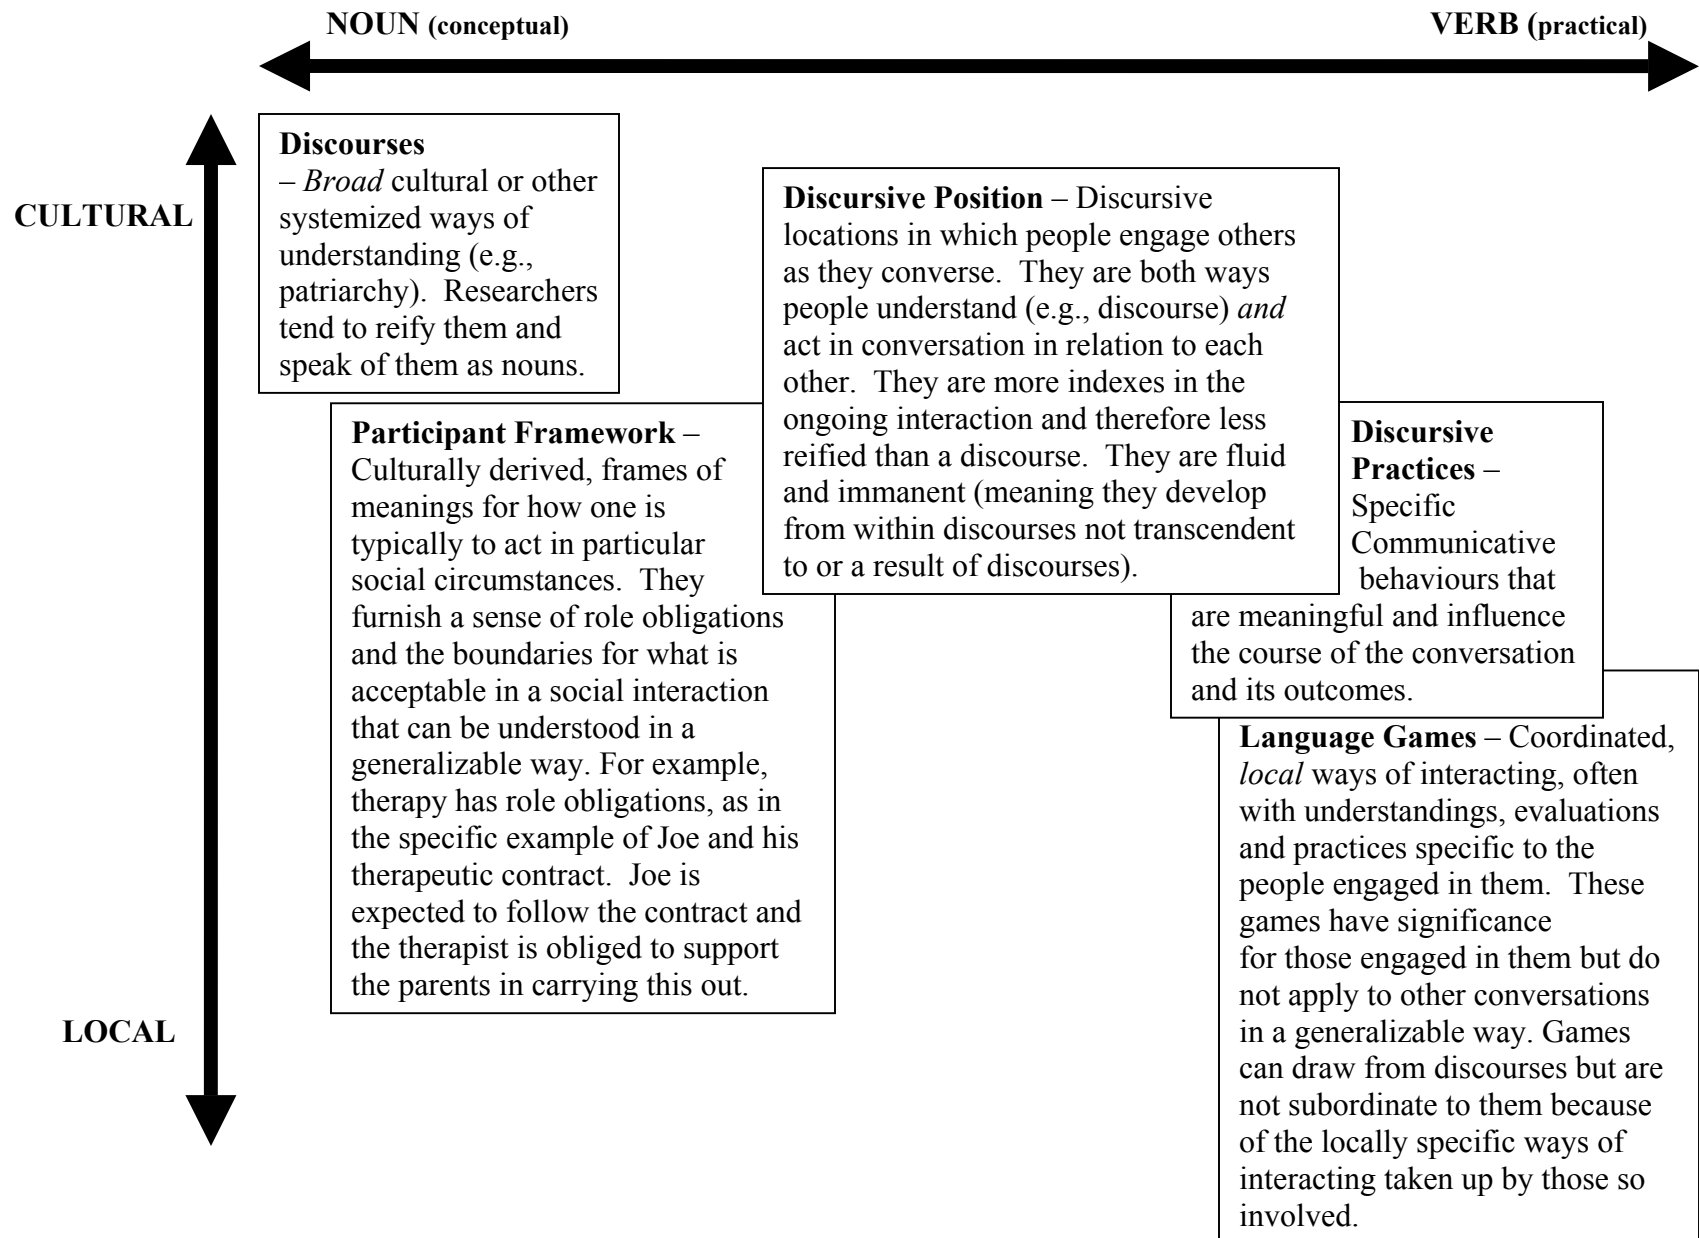 NOUN (conceptual)
VERB (practical)
CULTURAL
LOCAL
Discourses
– Broad cultural or other
systemized ways of
understanding (e.g.,
patriarchy).  Researchers
tend to reify them and
speak of them as nouns.
Participant Framework –
Culturally derived, frames of
meanings for how one is
typically to act in particular
social circumstances.  They
furnish a sense of role obligations
and the boundaries for what is
acceptable in a social interaction
that can be understood in a
generalizable way. For example,
therapy has role obligations, as in
the specific example of Joe and his
therapeutic contract.  Joe is
expected to follow the contract and
the therapist is obliged to support
the parents in carrying this out.
Discursive Position – Discursive
locations in which people engage others
as they converse.  They are both ways
people understand (e.g., discourse) and
act in conversation in relation to each
other.  They are more indexes in the
ongoing interaction and therefore less
reified than a discourse.  They are fluid
and immanent (meaning they develop
from within discourses not transcendent
to or a result of discourses).
Discursive
Practices –
Specific
Communicative
behaviours that
are meaningful and influence
the course of the conversation
and its outcomes.
Language Games – Coordinated,
local ways of interacting, often
with understandings, evaluations
and practices specific to the
people engaged in them.  These
games have significance
for those engaged in them but do
not apply to other conversations
in a generalizable way. Games
can draw from discourses but are
not subordinate to them because
of the locally specific ways of
interacting taken up by those so
involved.